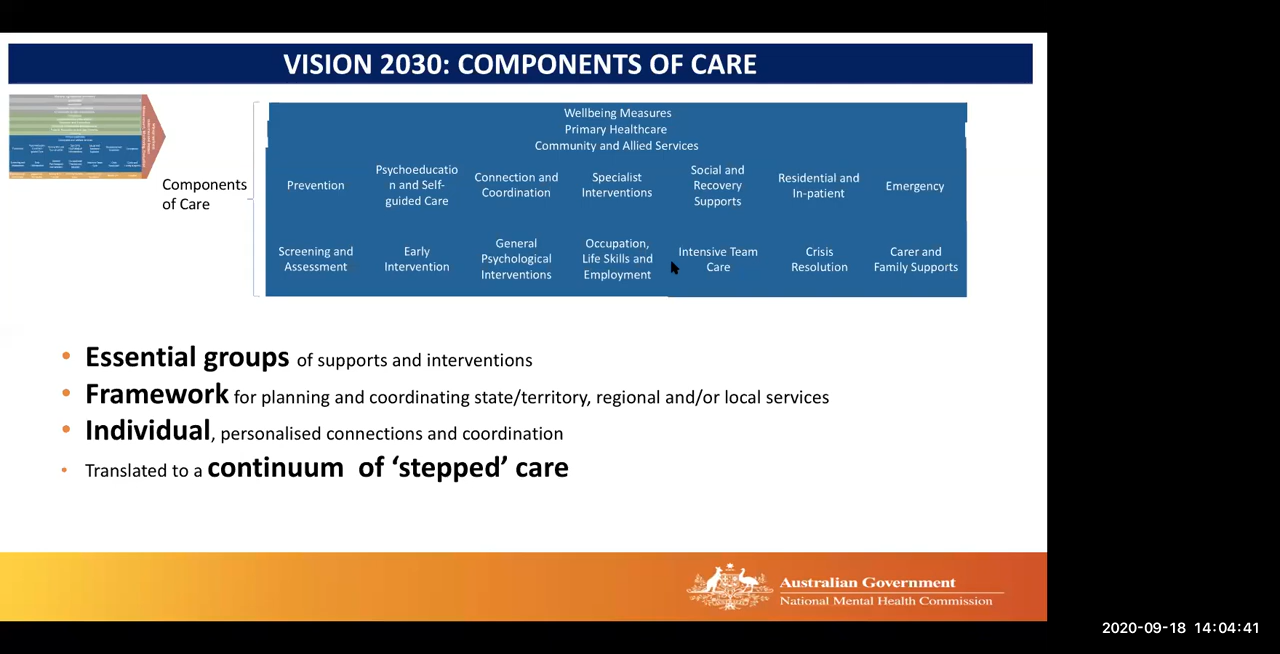 VISION 2030: COMPONENTS OF CARE
Components
of Care
Wellbeing Measures
Primary Healthcare
Community and Allied Services
Prevention
Psychoeducatio
n and Self-
guided Care
Connection and
Coordination
Specialist
Interventions
Social and
Recovery
Supports
Residential and
In-patient
Emergency
Screening and
Assessment
Early
Intervention
General
Psychological
Interventions
Occupation,
Life Skills and
Employment
Intensive Team
Care
Crisis
Resolution
Carer and
Family Supports
• Essential groups of supports and interventions
• Framework for planning and coordinating state/territory, regional and/or local services
• Individual, personalised connections and coordination
• Translated to a continuum of ‘stepped’ care
Australian Government
National Mental Health Commission
2020-09-18 14:04:41